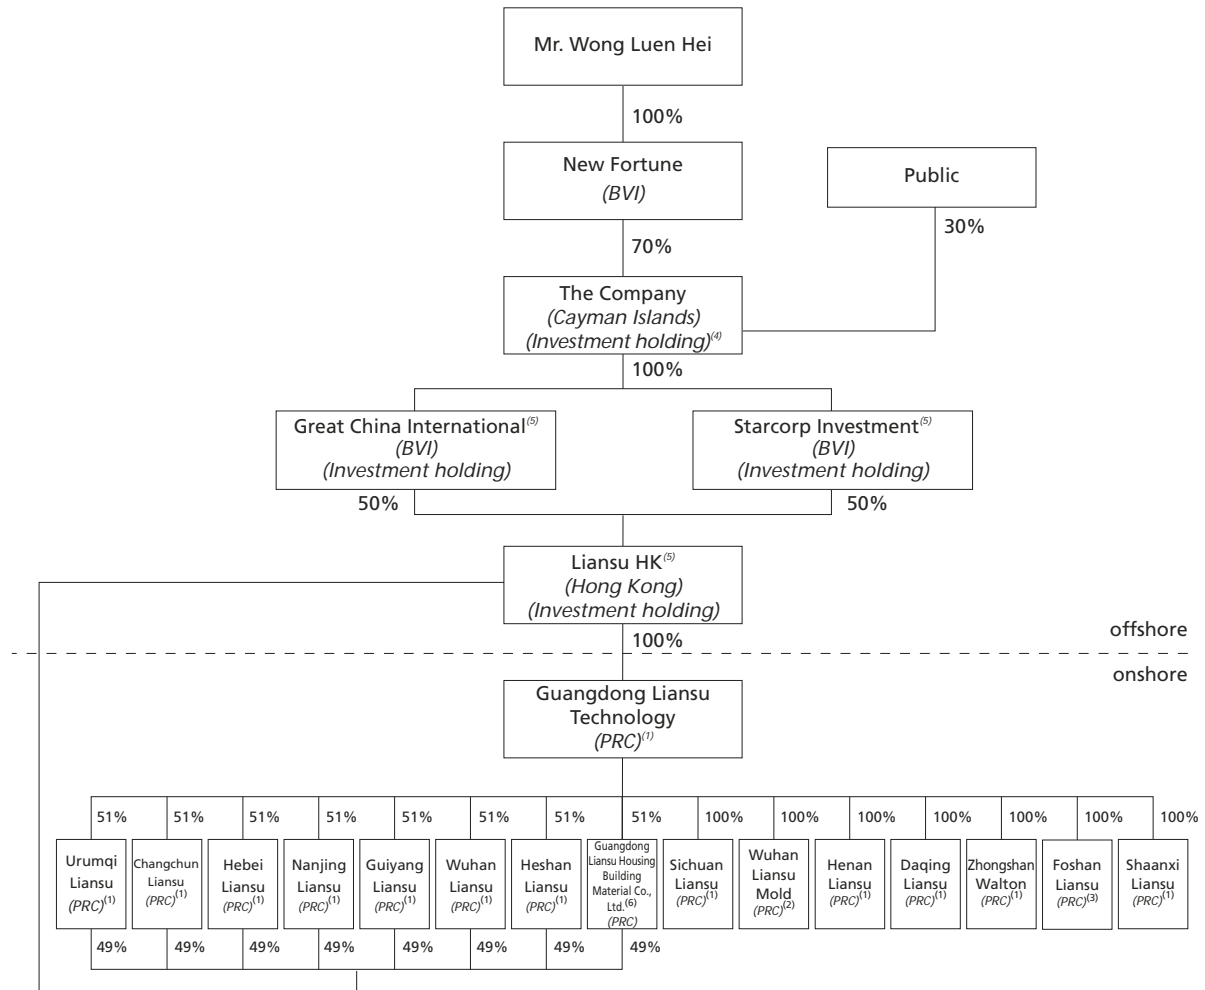 Mr. Wong Luen Hei
100%
New Fortune
(BVI)
Public
30%
70%
The Company
(Cayman Islands)
(Investment holding)(4)
100%
Great China International(5)
(BVI)
(Investment holding)
Starcorp Investment(5)
(BVI)
(Investment holding)
50%
50%
Liansu HK(5)
(Hong Kong)
(Investment holding)
offshore
100%
onshore
Guangdong Liansu
Technology
(PRC)(1)
51% 51% 51% 51% 51% 51% 51% 51% 100% 100% 100% 100% 100% 100% 100%
Urumqi
Liansu
(PRC)(1)
Changchun
Liansu
(PRC)(1)
Hebei
Liansu
(PRC)(1)
Nanjing
Liansu
(PRC)(1)
Guiyang
Liansu
(PRC)(1)
Wuhan
Liansu
(PRC)(1)
Heshan
Liansu
(PRC)(1)
Guangdong
Liansu Housing
Building
Material Co.,
Ltd.(6)
(PRC)
Sichuan
Liansu
(PRC)(1)
Wuhan
Liansu
Mold
(PRC)(2)
Henan
Liansu
(PRC)(1)
Daqing
Liansu
(PRC)(1)
Zhongshan
Walton
(PRC)(1)
Foshan
Liansu
(PRC)(3)
Shaanxi
Liansu
(PRC)(1)
49% 49% 49% 49% 49% 49% 49% 49%